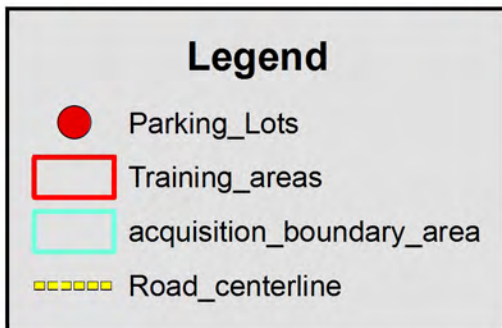 Legend
Parking_Lots
Training_areas
acquisition_boundary_area
Road_centerline